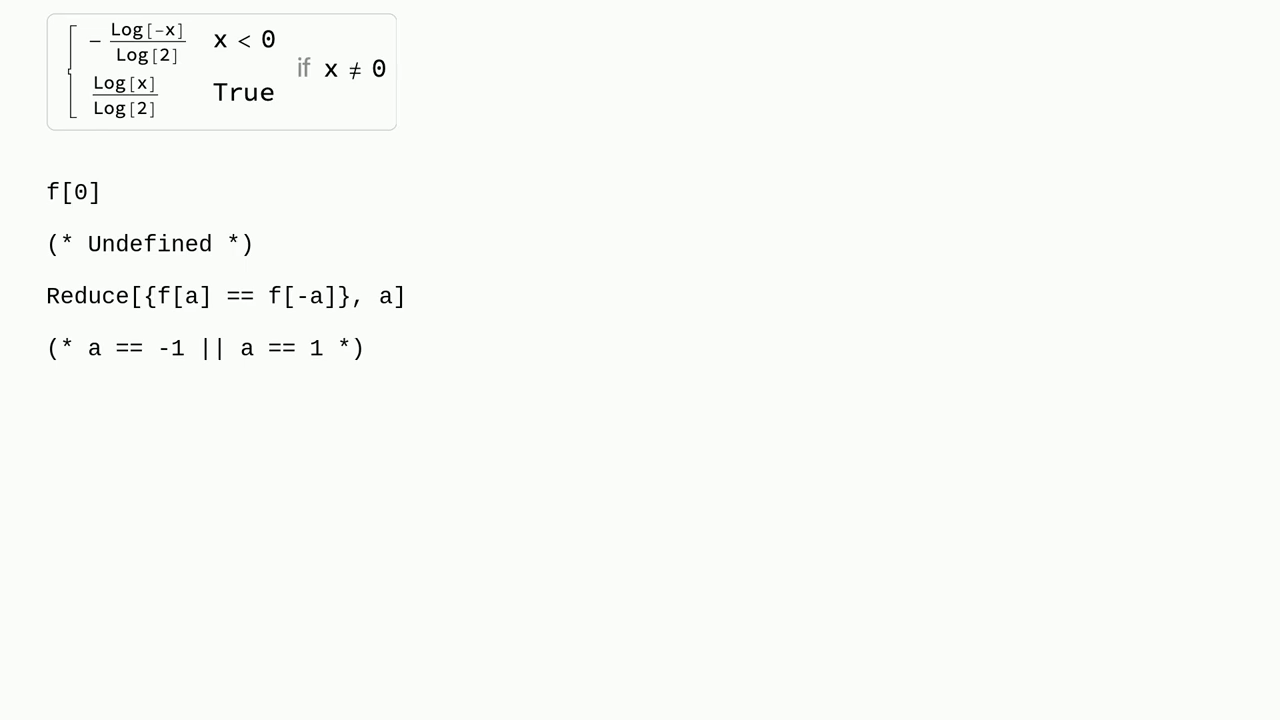 - Log[-x] / Log[2]   x < 0
if x ≠ 0
Log[x] / Log[2]   True
f[0]
(* Undefined *)
Reduce[{f[a] == f[-a]}, a]
(* a == -1 || a == 1 *)